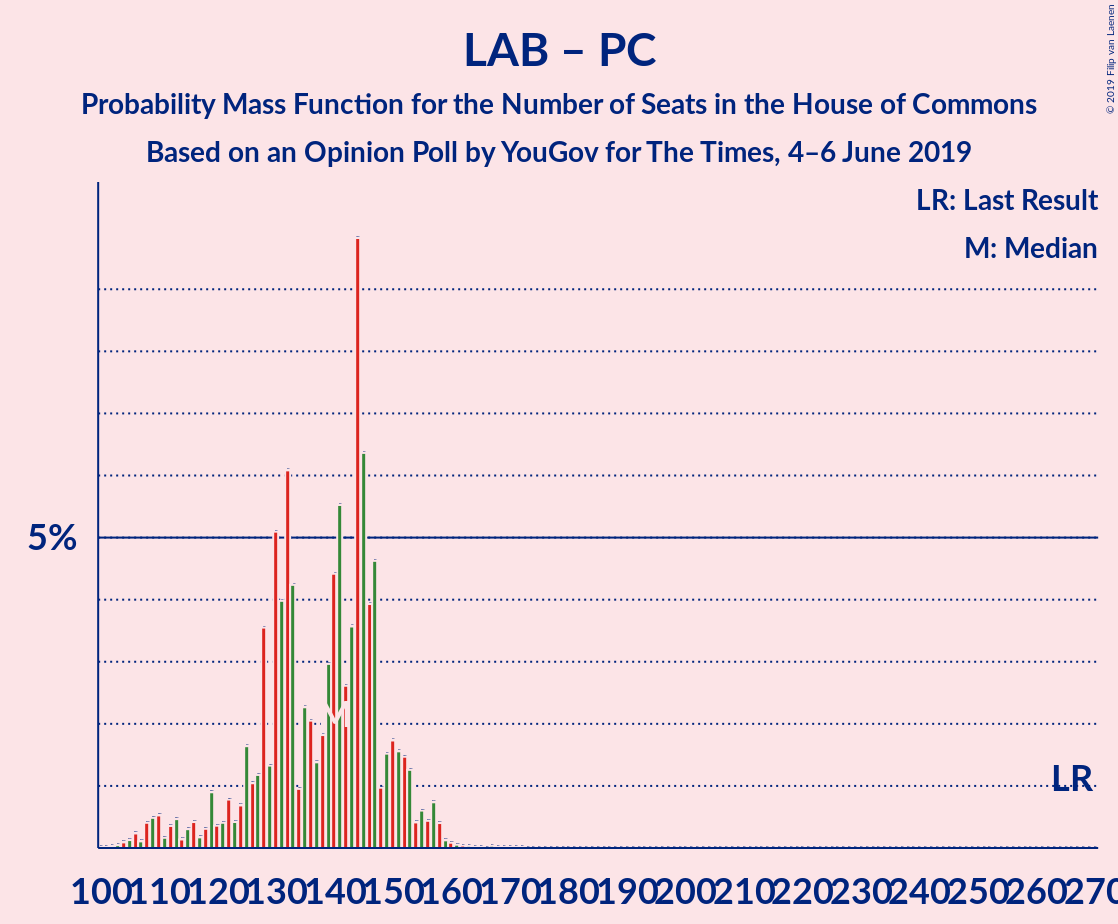 LAB – PC
Probability Mass Function for the Number of Seats in the House of Commons
Based on an Opinion Poll by YouGov for The Times, 4–6 June 2019
© 2019 Filip van Laenen
LR: Last Result
M: Median
5%
LR
100 110 120 130 140 150 160 170 180 190 200 210 220 230 240 250 260 270